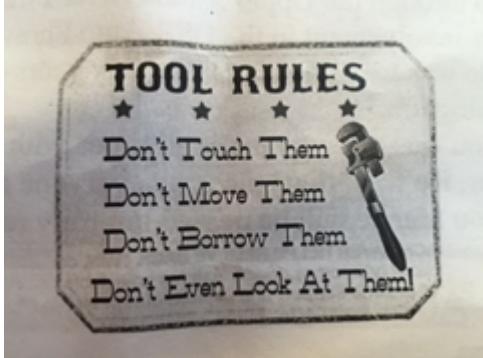 TOOL RULES
Don't Touch Them
Don't Move Them
Don't Borrow Them
Don't Even Look At Them!